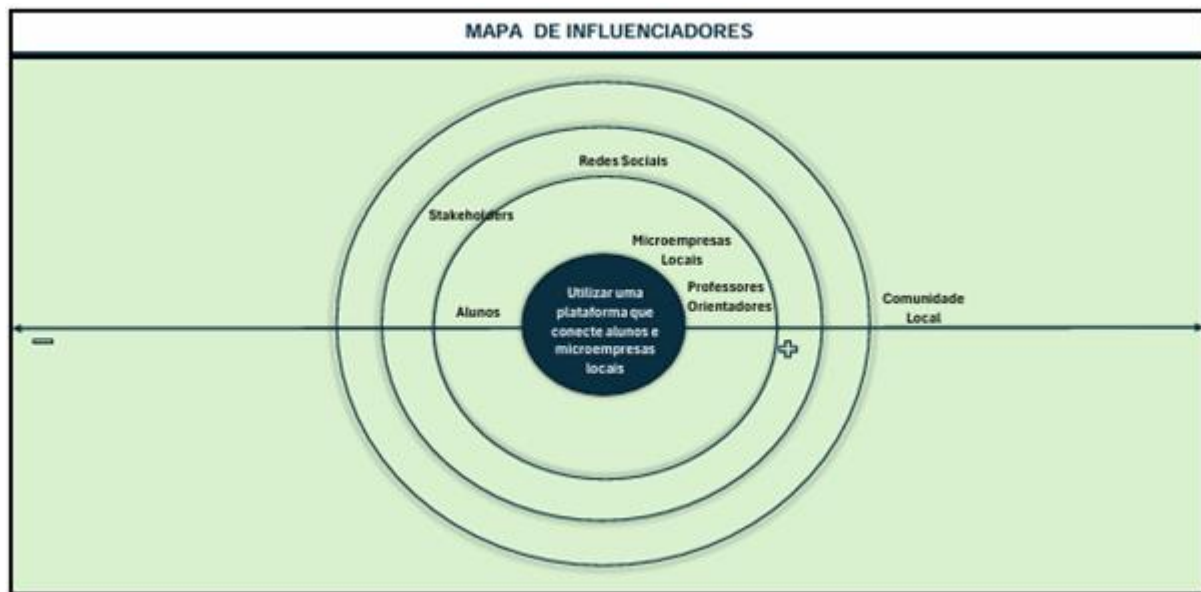 MAPA DE INFLUENCIADORES
Redes Sociais
Stakeholders
Microempresas
Locais
Professores
Orientadores
Alunos
Utilizar uma
plataforma que
conecte alunos e
microempresas
locais
Comunidade
Local